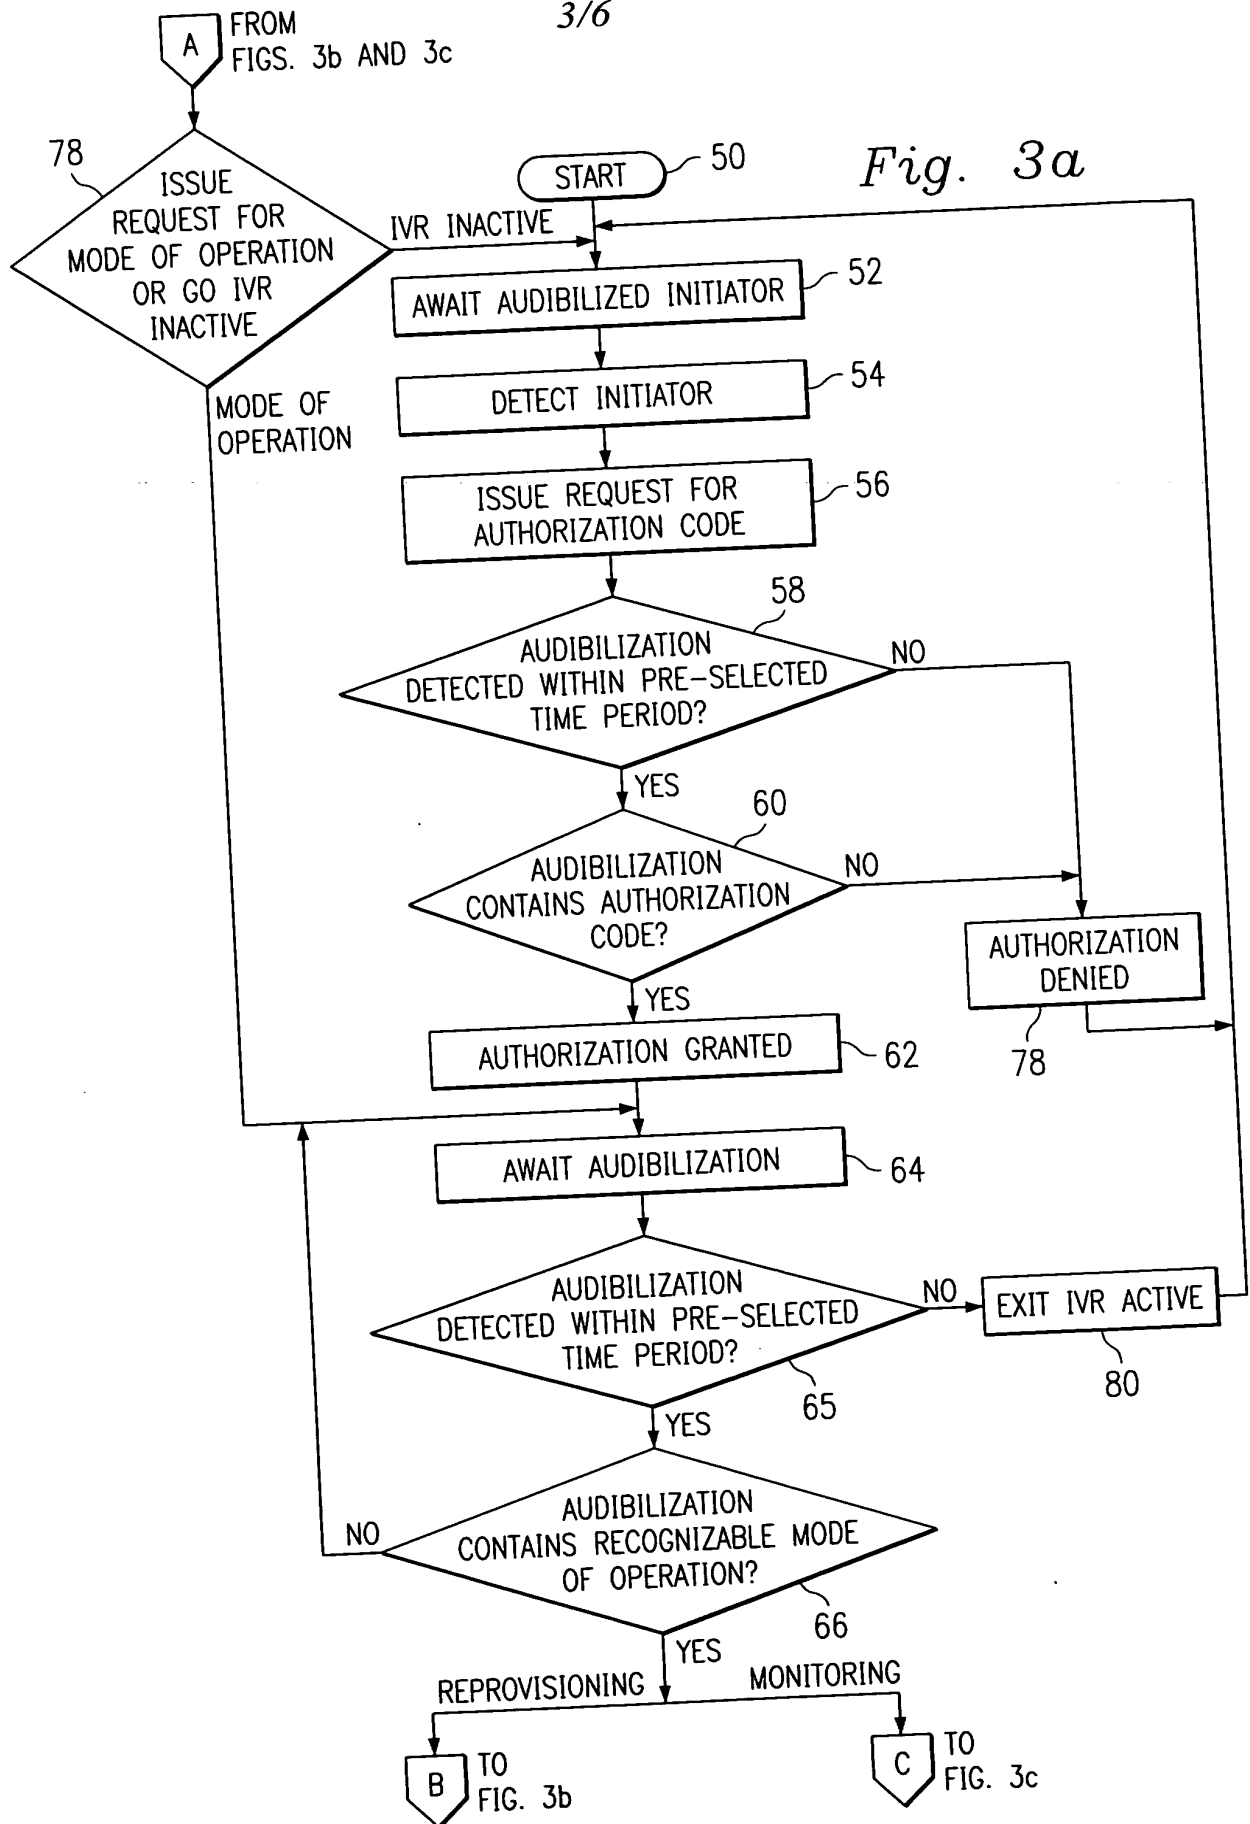 3/6
A
FROM
FIGS. 3b AND 3c
78
ISSUE
REQUEST FOR
MODE OF OPERATION
OR GO IVR
INACTIVE
IVR INACTIVE
MODE OF
OPERATION
START
50
Fig. 3a
AWAIT AUDIBILIZED INITIATOR
52
DETECT INITIATOR
54
ISSUE REQUEST FOR
AUTHORIZATION CODE
56
58
AUDIBILIZATION
DETECTED WITHIN PRE-SELECTED
TIME PERIOD?
NO
YES
60
AUDIBILIZATION
CONTAINS AUTHORIZATION
CODE?
NO
YES
AUTHORIZATION
DENIED
78
AUTHORIZATION GRANTED
62
AWAIT AUDIBILIZATION
64
AUDIBILIZATION
DETECTED WITHIN PRE-SELECTED
TIME PERIOD?
NO
EXIT IVR ACTIVE
80
65
YES
AUDIBILIZATION
CONTAINS RECOGNIZABLE MODE
OF OPERATION?
NO
66
YES
REPROVISIONING
MONITORING
B
TO
FIG. 3b
C
TO
FIG. 3c